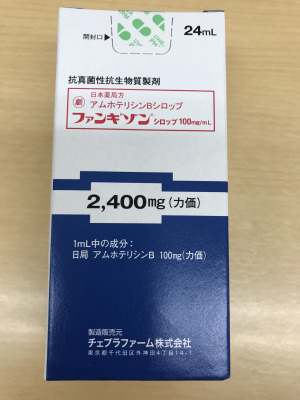 開封口
24mL
抗真菌性抗生物質製剤
劇
日本薬局方
アムホテリシンBシロップ
ファンギゾン® シロップ100mg/mL
2,400mg(力価)
1mL中の成分:
日局 アムホテリシンB 100mg(力価)
製造販売元
チェプラファーム株式会社
東京都千代田区外神田4丁目14-1